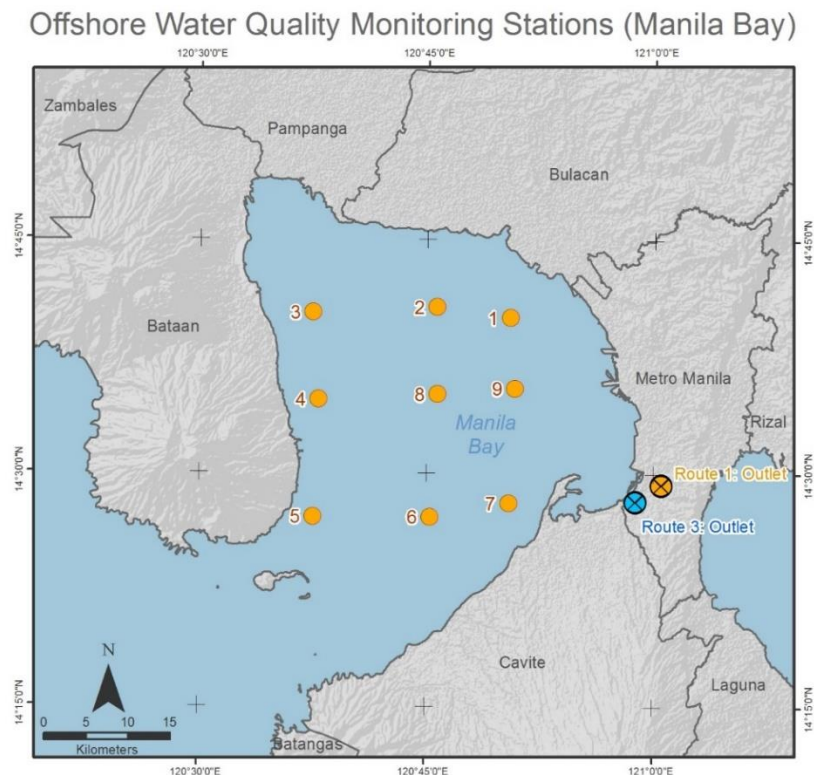 Offshore Water Quality Monitoring Stations (Manila Bay)
120°30'0"E
120°45'0"E
121°0'0"E
Zambales
Pampanga
Bulacan
14°45'0"N
14°45'0"N
3
2
1
Bataan
Metro Manila
4
8
9
Manila
Bay
Rizal
14°30'0"N
14°30'0"N
Route 1: Outlet
5
6
7
Route 3: Outlet
N
Cavite
Laguna
14°15'0"N
14°15'0"N
0 5 10 15
Kilometers
Batangas
120°30'0"E
120°45'0"E
121°0'0"E